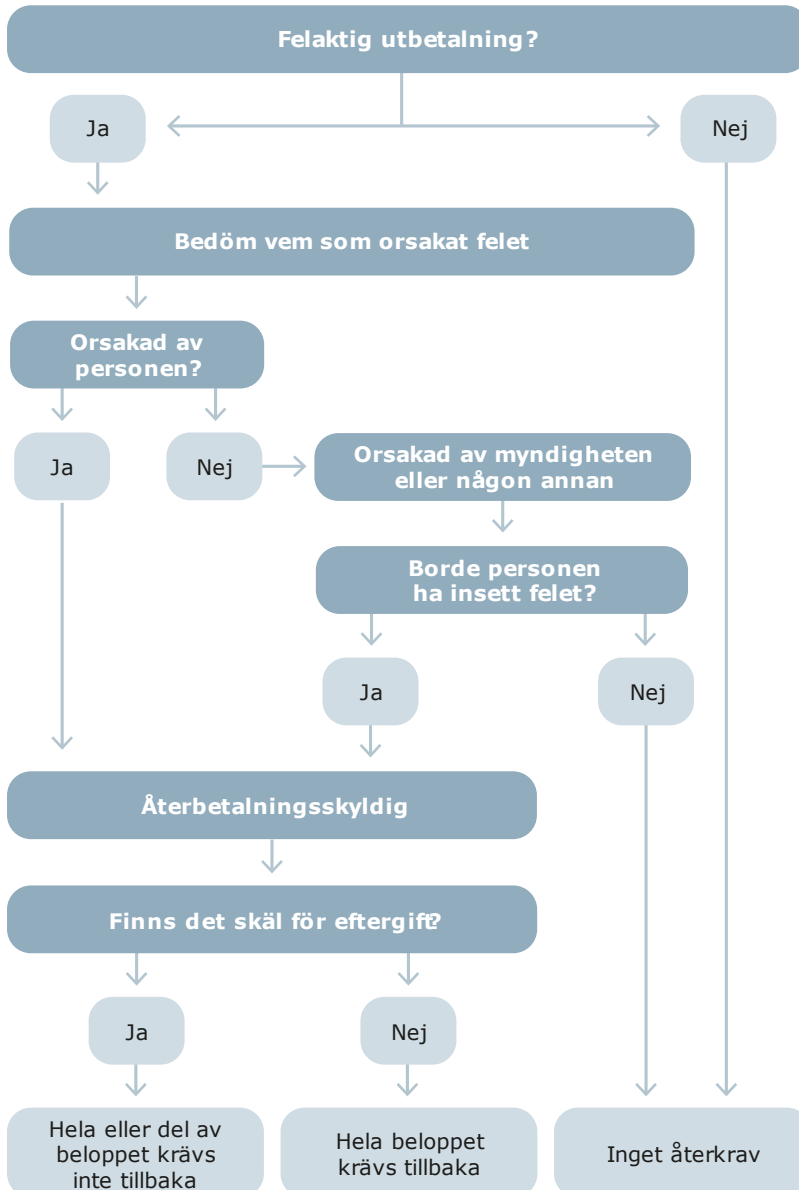 Felaktig utbetalning?
Ja
Nej
Bedöm vem som orsakat felet
Orsakad av
personen?
Ja
Nej
Orsakad av myndigheten
eller någon annan
Borde personen
ha insett felet?
Ja
Nej
Återbetalningsskyldig
Finns det skäl för eftergift?
Ja
Nej
Hela eller del av
beloppet krävs
inte tillbaka
Hela beloppet
krävs tillbaka
Inget återkrav